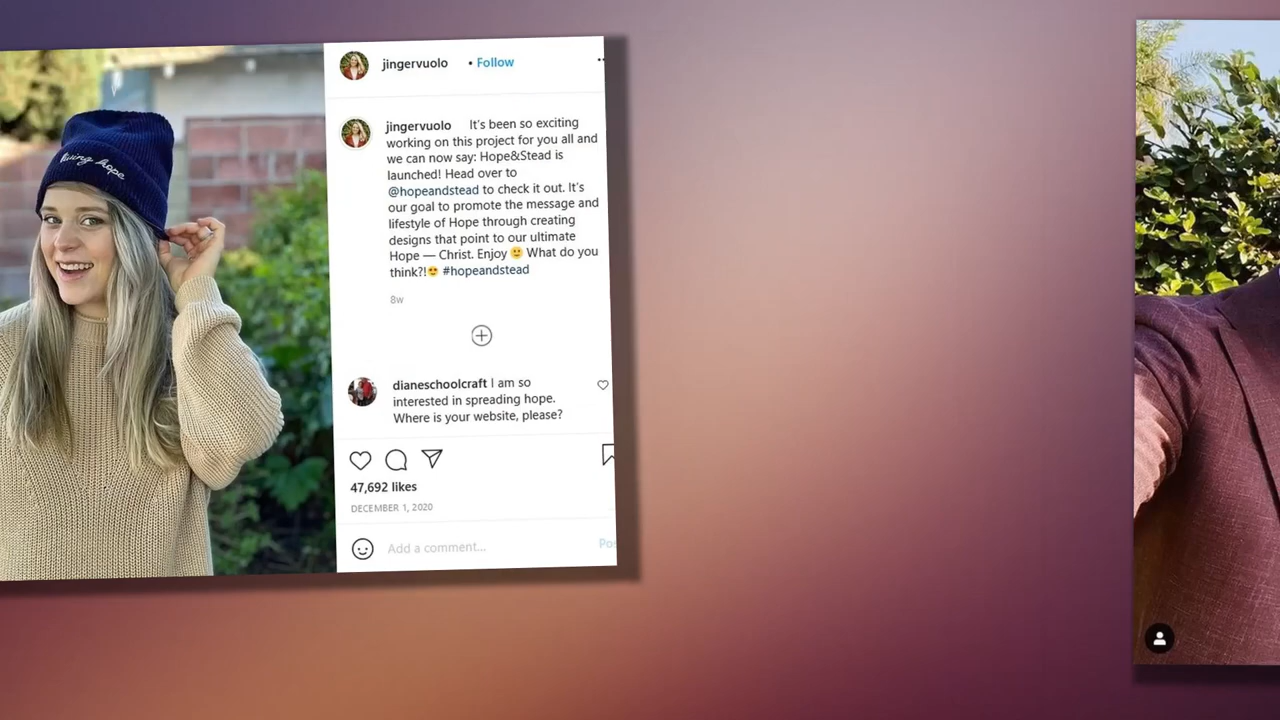 living hope
jingervuolo • Follow
jingervuolo It's been so exciting
working on this project for you all and
we can now say: Hope&Stead is
launched! Head over to
@hopeandstead to check it out. It's
our goal to promote the message and
lifestyle of Hope through creating
designs that point to our ultimate
Hope — Christ. Enjoy 🙂 What do you
think?!😍 #hopeandstead
8w
dianeschoolcraft I am so
interested in spreading hope.
Where is your website, please?
47,692 likes
DECEMBER 1, 2020
Add a comment...
Pos